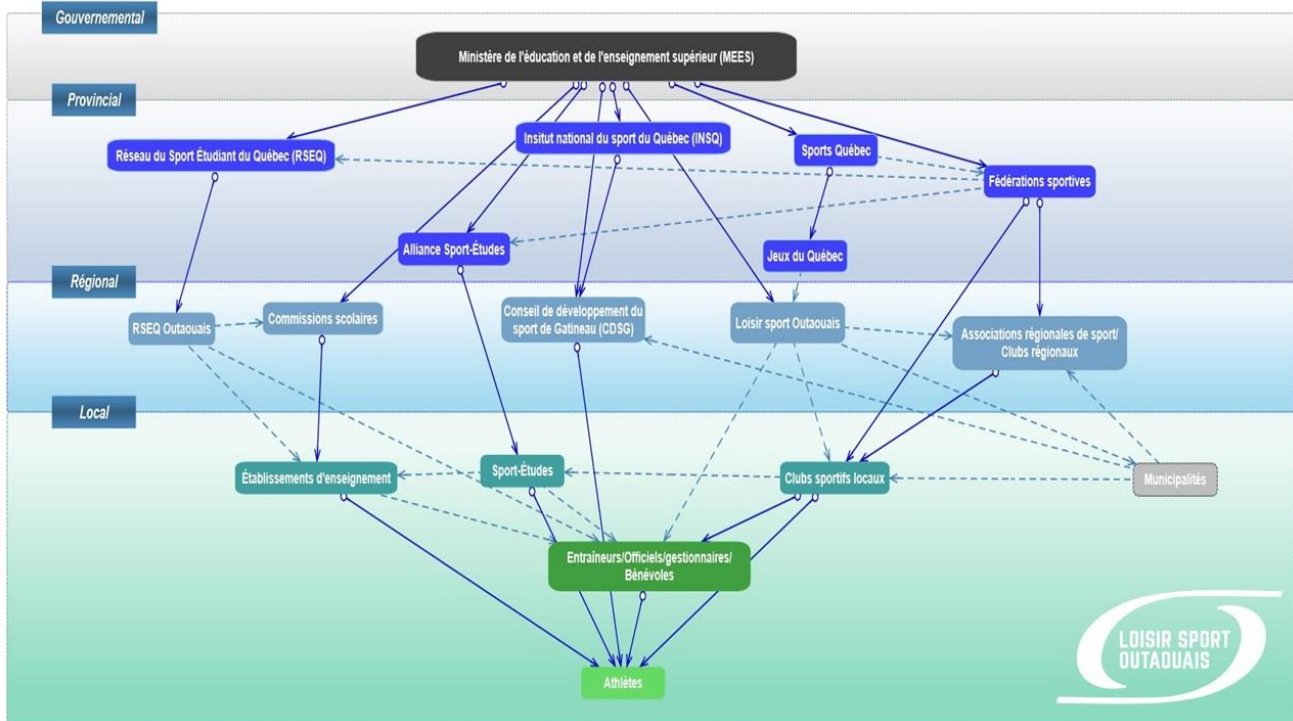 Gouvernemental
Ministère de l'éducation et de l'enseignement supérieur (MEES)
Provincial
Réseau du Sport Étudiant du Québec (RSEQ)
Insitut national du sport du Québec (INSQ)
Sports Québec
Fédérations sportives
Alliance Sport-Études
Jeux du Québec
Régional
RSEQ Outaouais
Commissions scolaires
Conseil de développement du
sport de Gatineau (CDSG)
Loisir sport Outaouais
Associations régionales de sport/
Clubs régionaux
Local
Établissements d'enseignement
Sport-Études
Clubs sportifs locaux
Municipalités
Entraîneurs/Officiels/gestionnaires/
Bénévoles
Athlètes
LOISIR SPORT
OUTAOUAIS